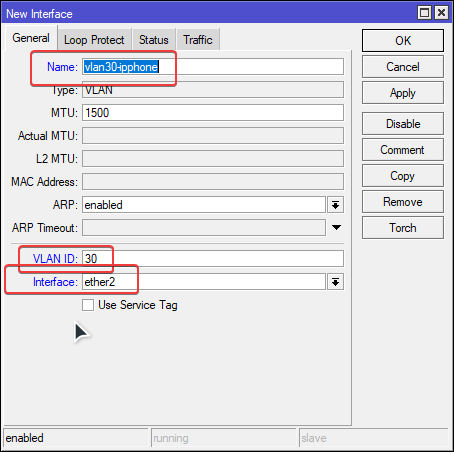 New Interface
General Loop Protect Status Traffic
Name: vlan30-ipphone
Type: VLAN
MTU: 1500
Actual MTU:
L2 MTU:
MAC Address:
ARP: enabled
ARP Timeout:
VLAN ID: 30
Interface: ether2
Use Service Tag
OK
Cancel
Apply
Disable
Comment
Copy
Remove
Torch
enabled running slave